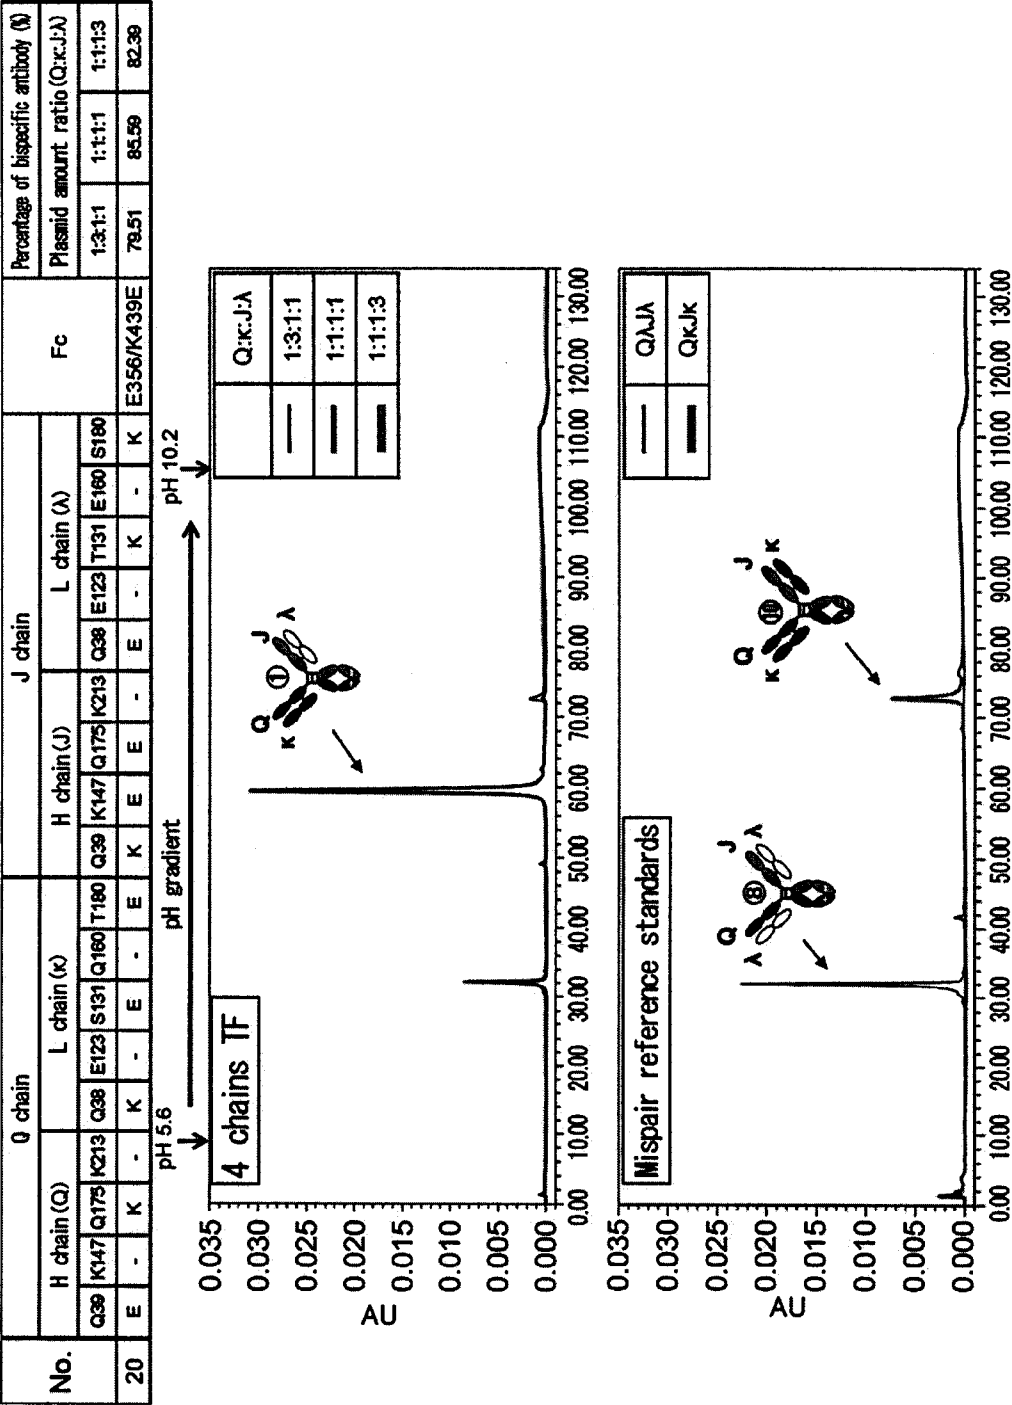 No.
Q chain
J chain
Fc
Percentage of bispecific antibody (%)
H chain(Q)
L chain(κ)
H chain(J)
L chain(λ)
Plasmid amount ratio(Q:κ:J:λ)
Q39 K147 Q175 K213 Q38 E123 S131 Q160 T180 Q39 K147 Q175 K213 Q38 E123 T131 E160 S180 1:3:1:1 1:1:1:1 1:1:1:3
20 E - K - K - E - E K E E - E - K - K E356/K439E 79.51 85.59 82.39
pH 5.6
pH gradient
pH 10.2
4 chains TF
Q:κ:J:λ
1:3:1:1
1:1:1:1
1:1:1:3
① Q κ J λ
AU
0.035
0.030
0.025
0.020
0.015
0.010
0.005
0.000
0.00 10.00 20.00 30.00 40.00 50.00 60.00 70.00 80.00 90.00 100.00 110.00 120.00 130.00
Mispair reference standards
QλJλ
QκJκ
⑧ Q λ J λ
⑩ Q κ J κ
AU
0.035
0.030
0.025
0.020
0.015
0.010
0.005
0.000
0.00 10.00 20.00 30.00 40.00 50.00 60.00 70.00 80.00 90.00 100.00 110.00 120.00 130.00